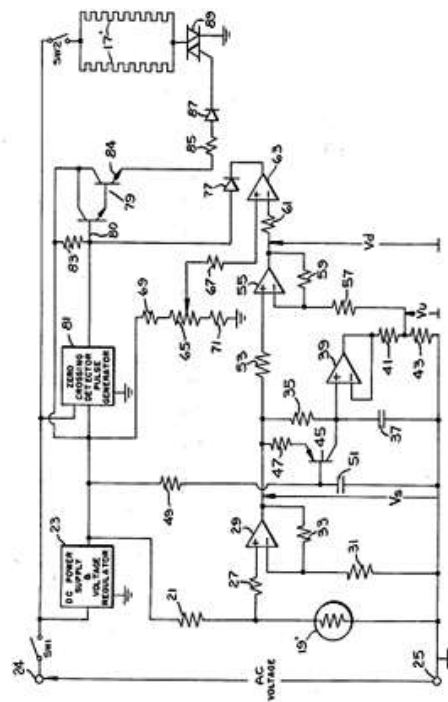 24
SW1
AC
VOLTAGE
25
23
DC POWER
SUPPLY
&
VOLTAGE
REGULATOR
21
19'
27
29
31
33
Vs
49
51
47
45
35
37
39
41
43
Vu
53
55
57
59
Vd
61
63
67
65
69
71
77
81
ZERO
CROSSING
DETECTOR
PULSE
GENERATOR
83
80
79
84
85
87
89
17'
SW2